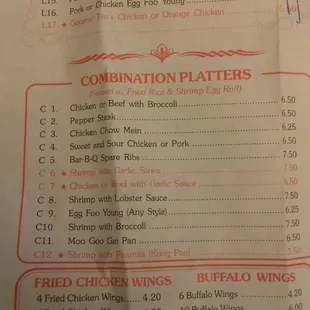 L15.
L16. Pork or Chicken Egg Foo Young
L17. ★ General Tso's Chicken or Orange Chicken
COMBINATION PLATTERS
(Served w. Fried Rice & Shrimp Egg Roll)
C 1. Chicken or Beef with Broccoli 6.50
C 2. Pepper Steak 6.50
C 3. Chicken Chow Mein 6.25
C 4. Sweet and Sour Chicken or Pork 6.50
C 5. Bar-B-Q Spare Ribs 7.50
C 6. ★ Shrimp with Garlic Sauce 7.50
C 7. ★ Chicken or Beef with Garlic Sauce 6.50
C 8. Shrimp with Lobster Sauce 7.50
C 9. Egg Foo Young (Any Style) 6.25
C10. Shrimp with Broccoli 7.50
C11. Moo Goo Gai Pan 6.50
C12. ★ Shrimp with Peanuts (Kung Pao) 7.50
FRIED CHICKEN WINGS BUFFALO WINGS
4 Fried Chicken Wings 4.20 6 Buffalo Wings 4.50